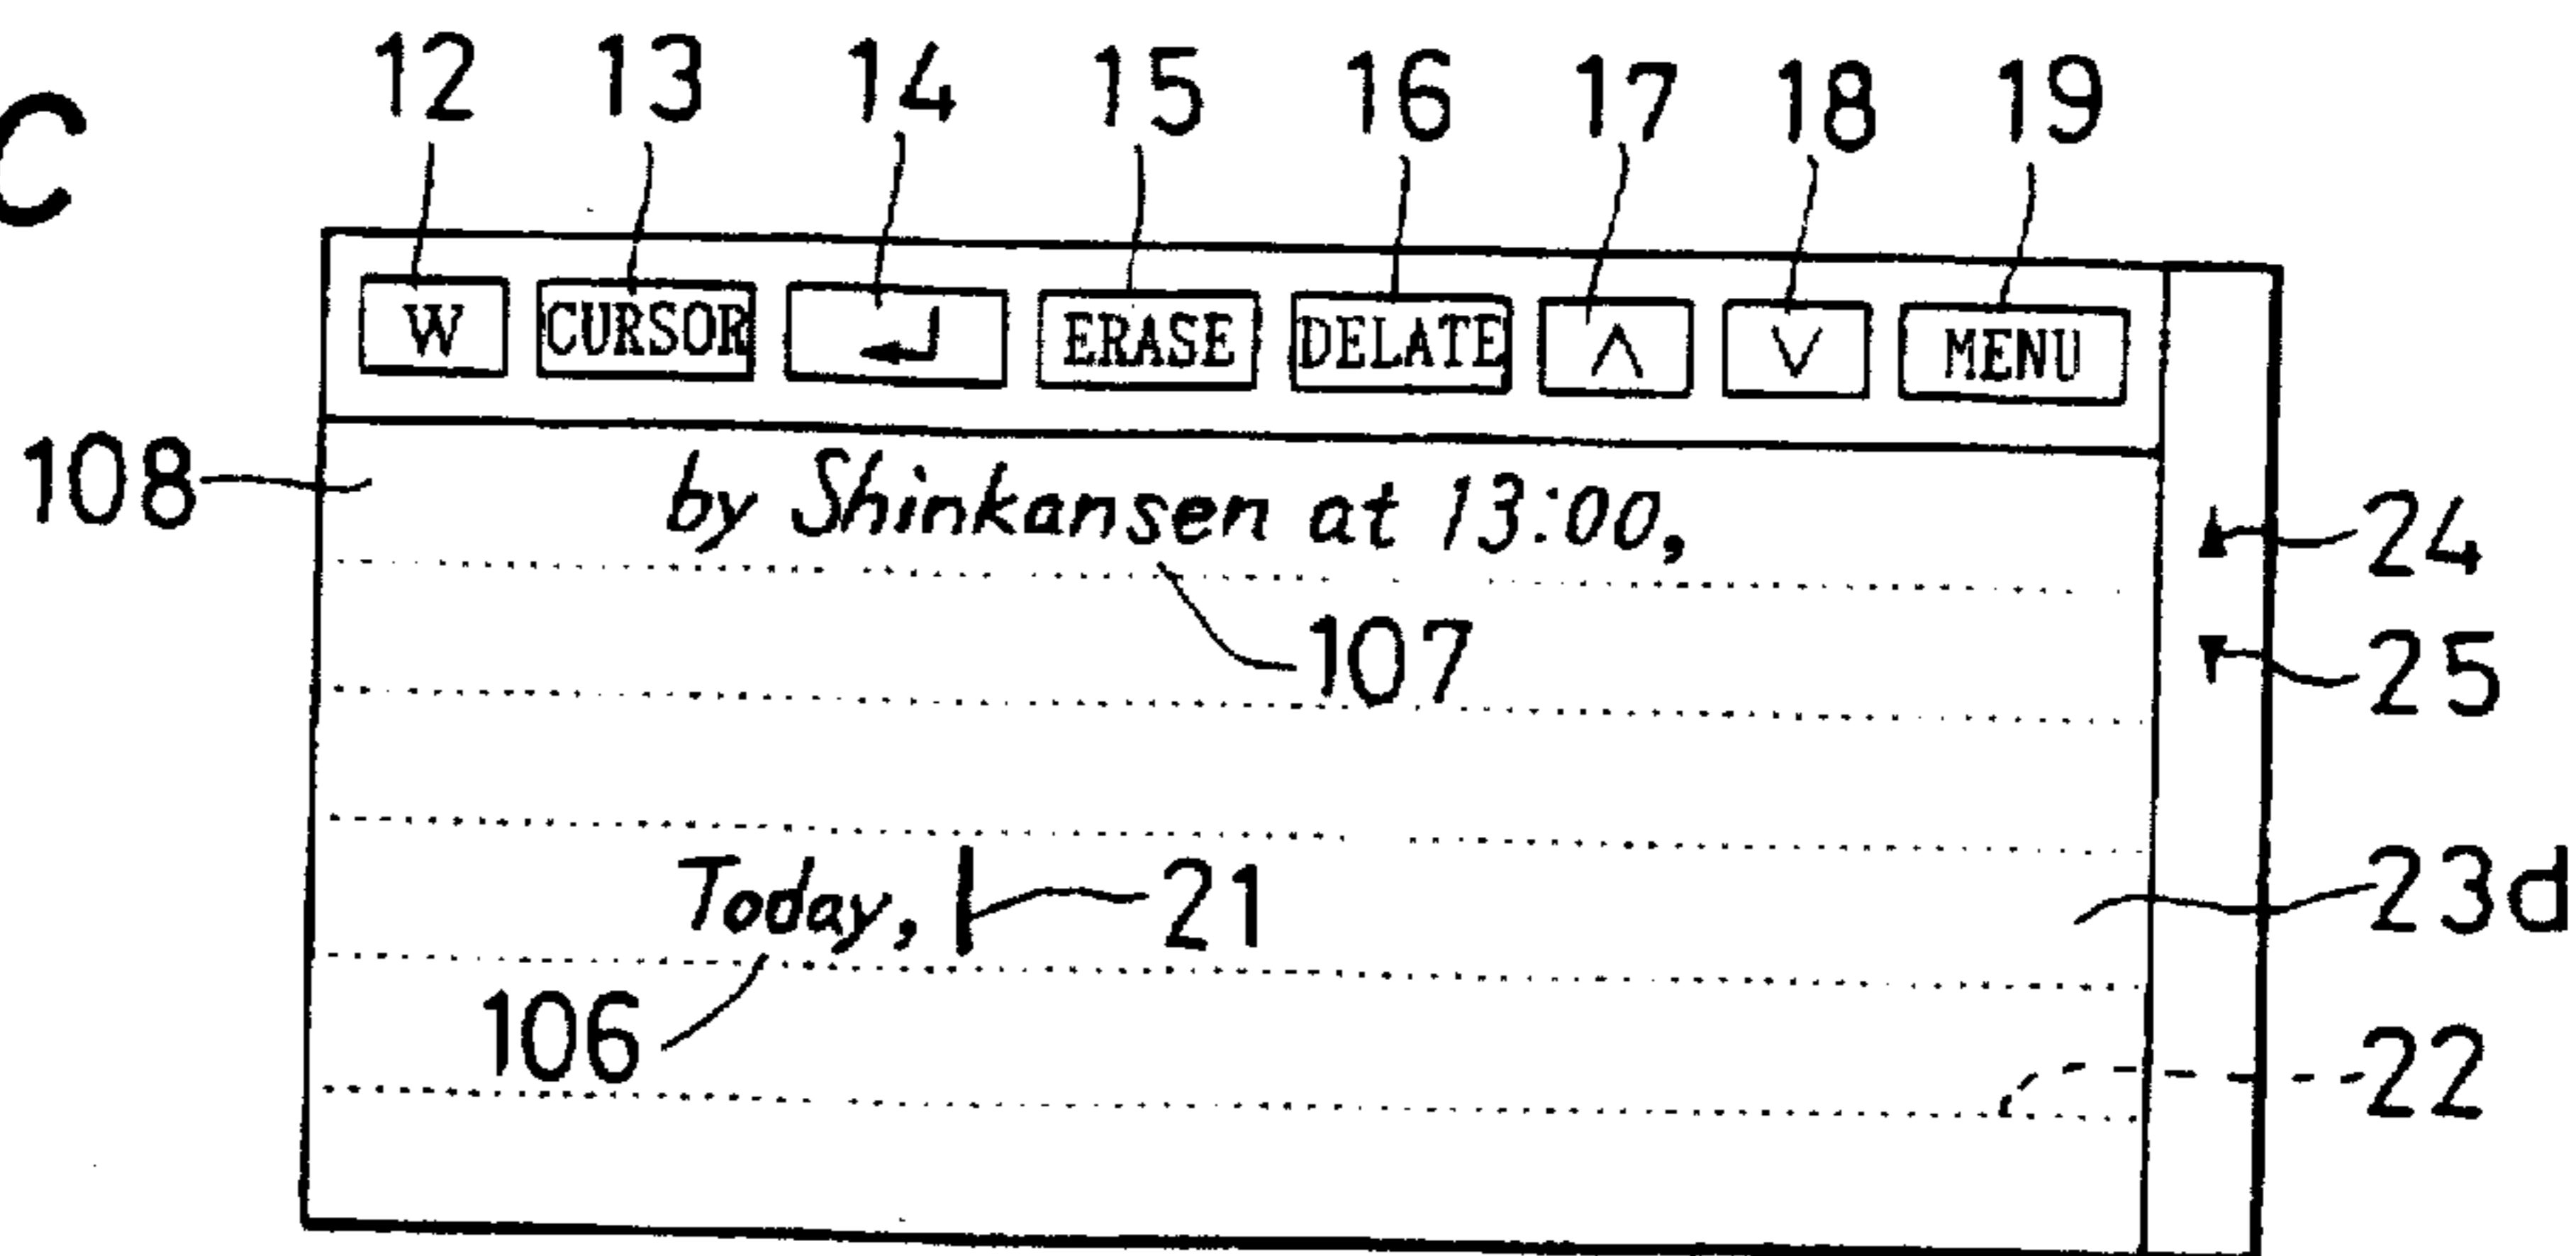 C
12 13 14 15 16 17 18 19
W CURSOR ERASE DELATE ∧ ∨ MENU
108 by Shinkansen at 13:00, 24
107 25
Today, 21 23d
106 22